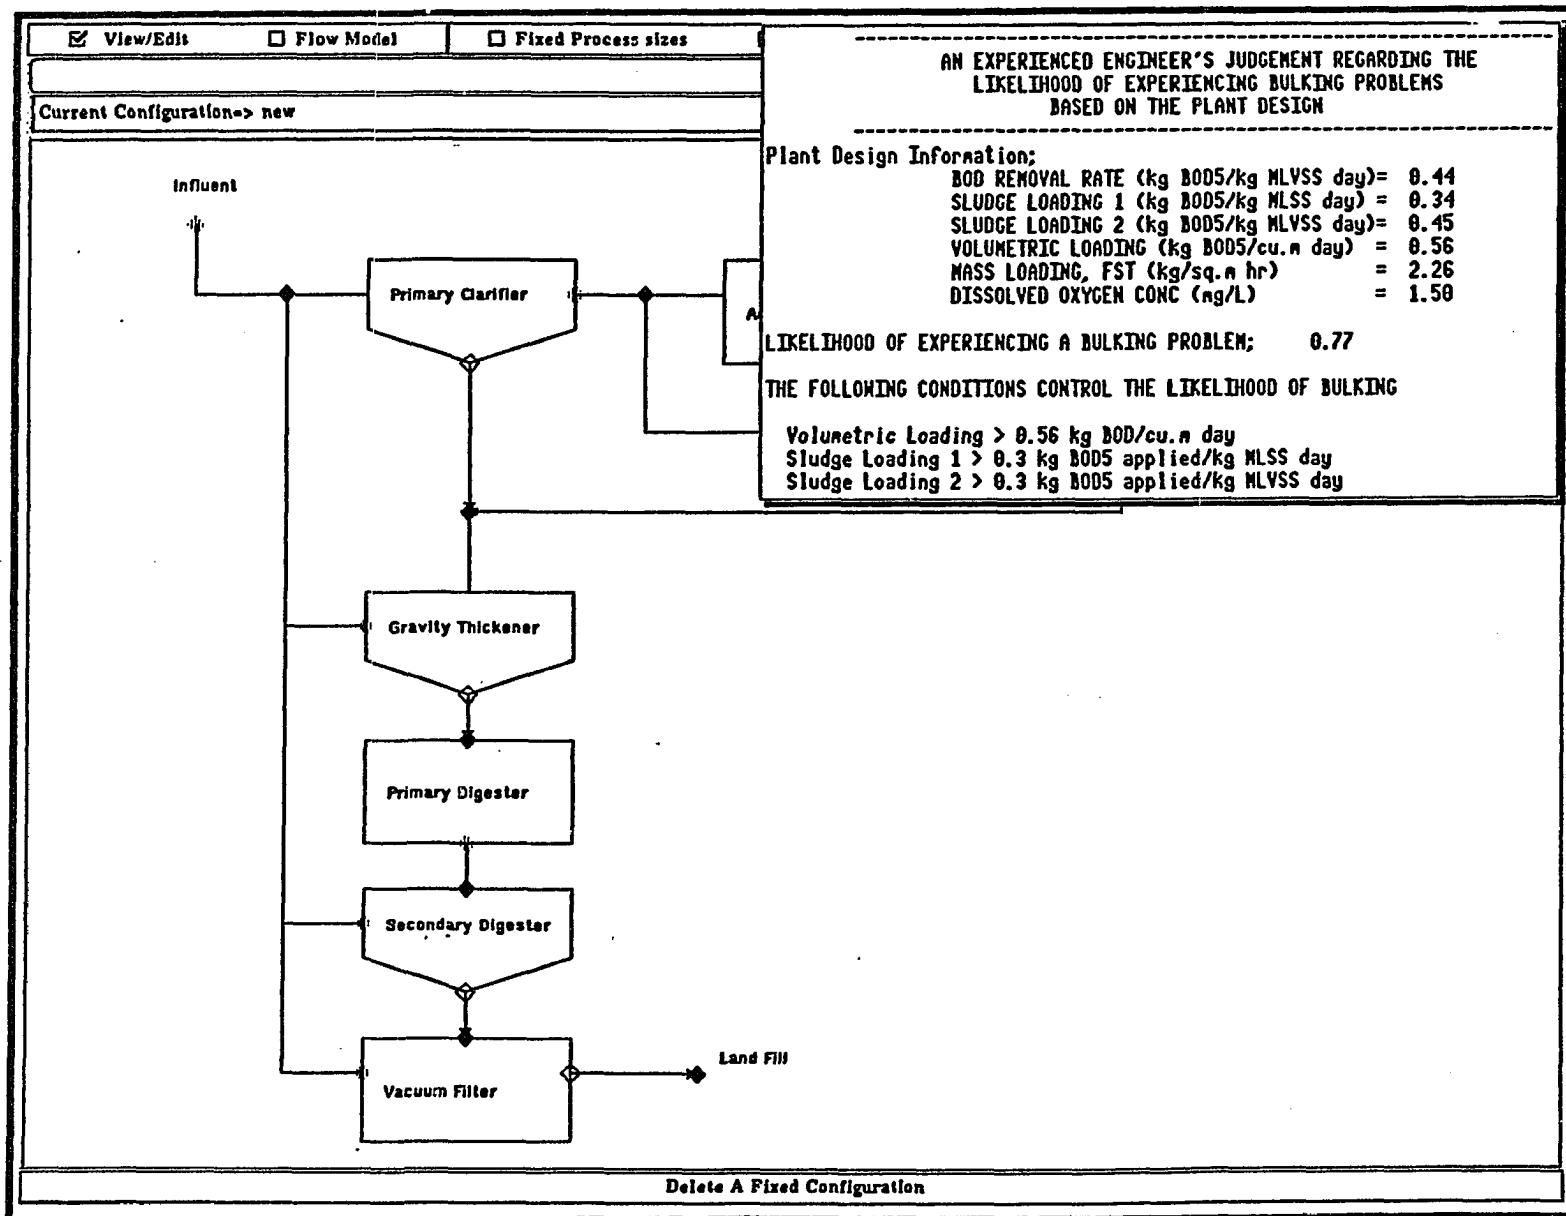 View/Edit Flow Model Fixed Process sizes
Current Configuration=> new
AN EXPERIENCED ENGINEER'S JUDGEMENT REGARDING THE
LIKELIHOOD OF EXPERIENCING BULKING PROBLEMS
BASED ON THE PLANT DESIGN
Plant Design Information;
BOD REMOVAL RATE (kg BOD5/kg MLVSS day)= 0.44
SLUDGE LOADING 1 (kg BOD5/kg MLSS day) = 0.34
SLUDGE LOADING 2 (kg BOD5/kg MLVSS day)= 0.45
VOLUMETRIC LOADING (kg BOD5/cu.m day) = 0.56
MASS LOADING, FST (kg/sq.m hr) = 2.26
DISSOLVED OXYGEN CONC (mg/L) = 1.50
LIKELIHOOD OF EXPERIENCING A BULKING PROBLEM; 0.77
THE FOLLOWING CONDITIONS CONTROL THE LIKELIHOOD OF BULKING
Volumetric Loading > 0.56 kg BOD/cu.m day
Sludge Loading 1 > 0.3 kg BOD5 applied/kg MLSS day
Sludge Loading 2 > 0.3 kg BOD5 applied/kg MLVSS day
Influent
Primary Clarifier
Gravity Thickener
Primary Digester
Secondary Digester
Vacuum Filter
Land Fill
Delete A Fixed Configuration